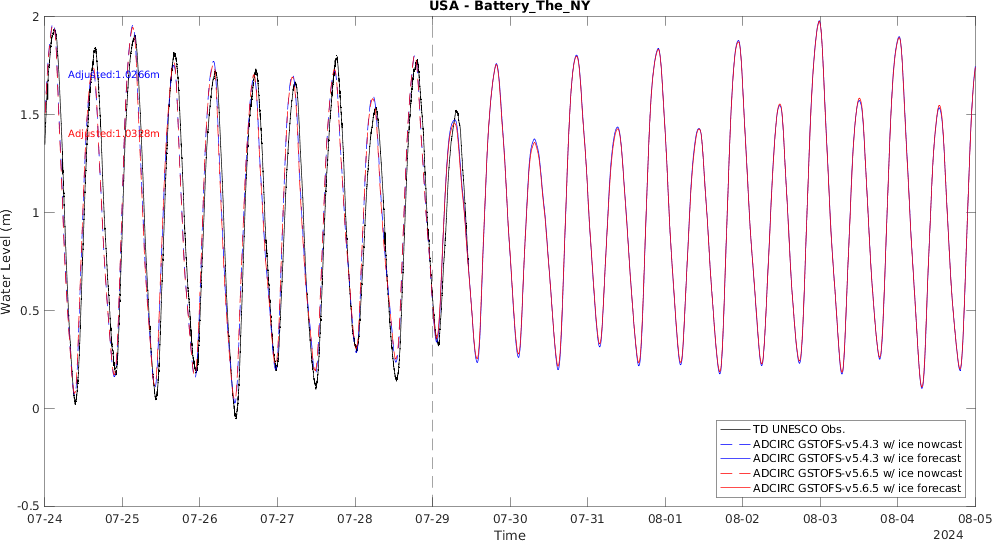 USA - Battery_The_NY
2
1.5
1
0.5
0
-0.5
Water Level (m)
Adjusted:1.0266m
Adjusted:1.0328m
TD UNESCO Obs.
ADCIRC GSTOFS-v5.4.3 w/ ice nowcast
ADCIRC GSTOFS-v5.4.3 w/ ice forecast
ADCIRC GSTOFS-v5.6.5 w/ ice nowcast
ADCIRC GSTOFS-v5.6.5 w/ ice forecast
07-24 07-25 07-26 07-27 07-28 07-29 07-30 07-31 08-01 08-02 08-03 08-04 08-05
Time
2024